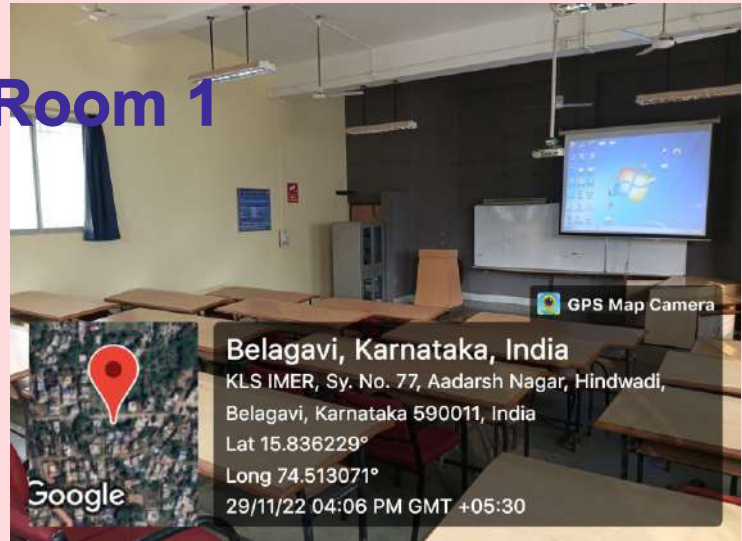 Room 1
GPS Map Camera
Belagavi, Karnataka, India
KLS IMER, Sy. No. 77, Aadarsh Nagar, Hindwadi,
Belagavi, Karnataka 590011, India
Lat 15.836229°
Long 74.513071°
29/11/22 04:06 PM GMT +05:30
Google